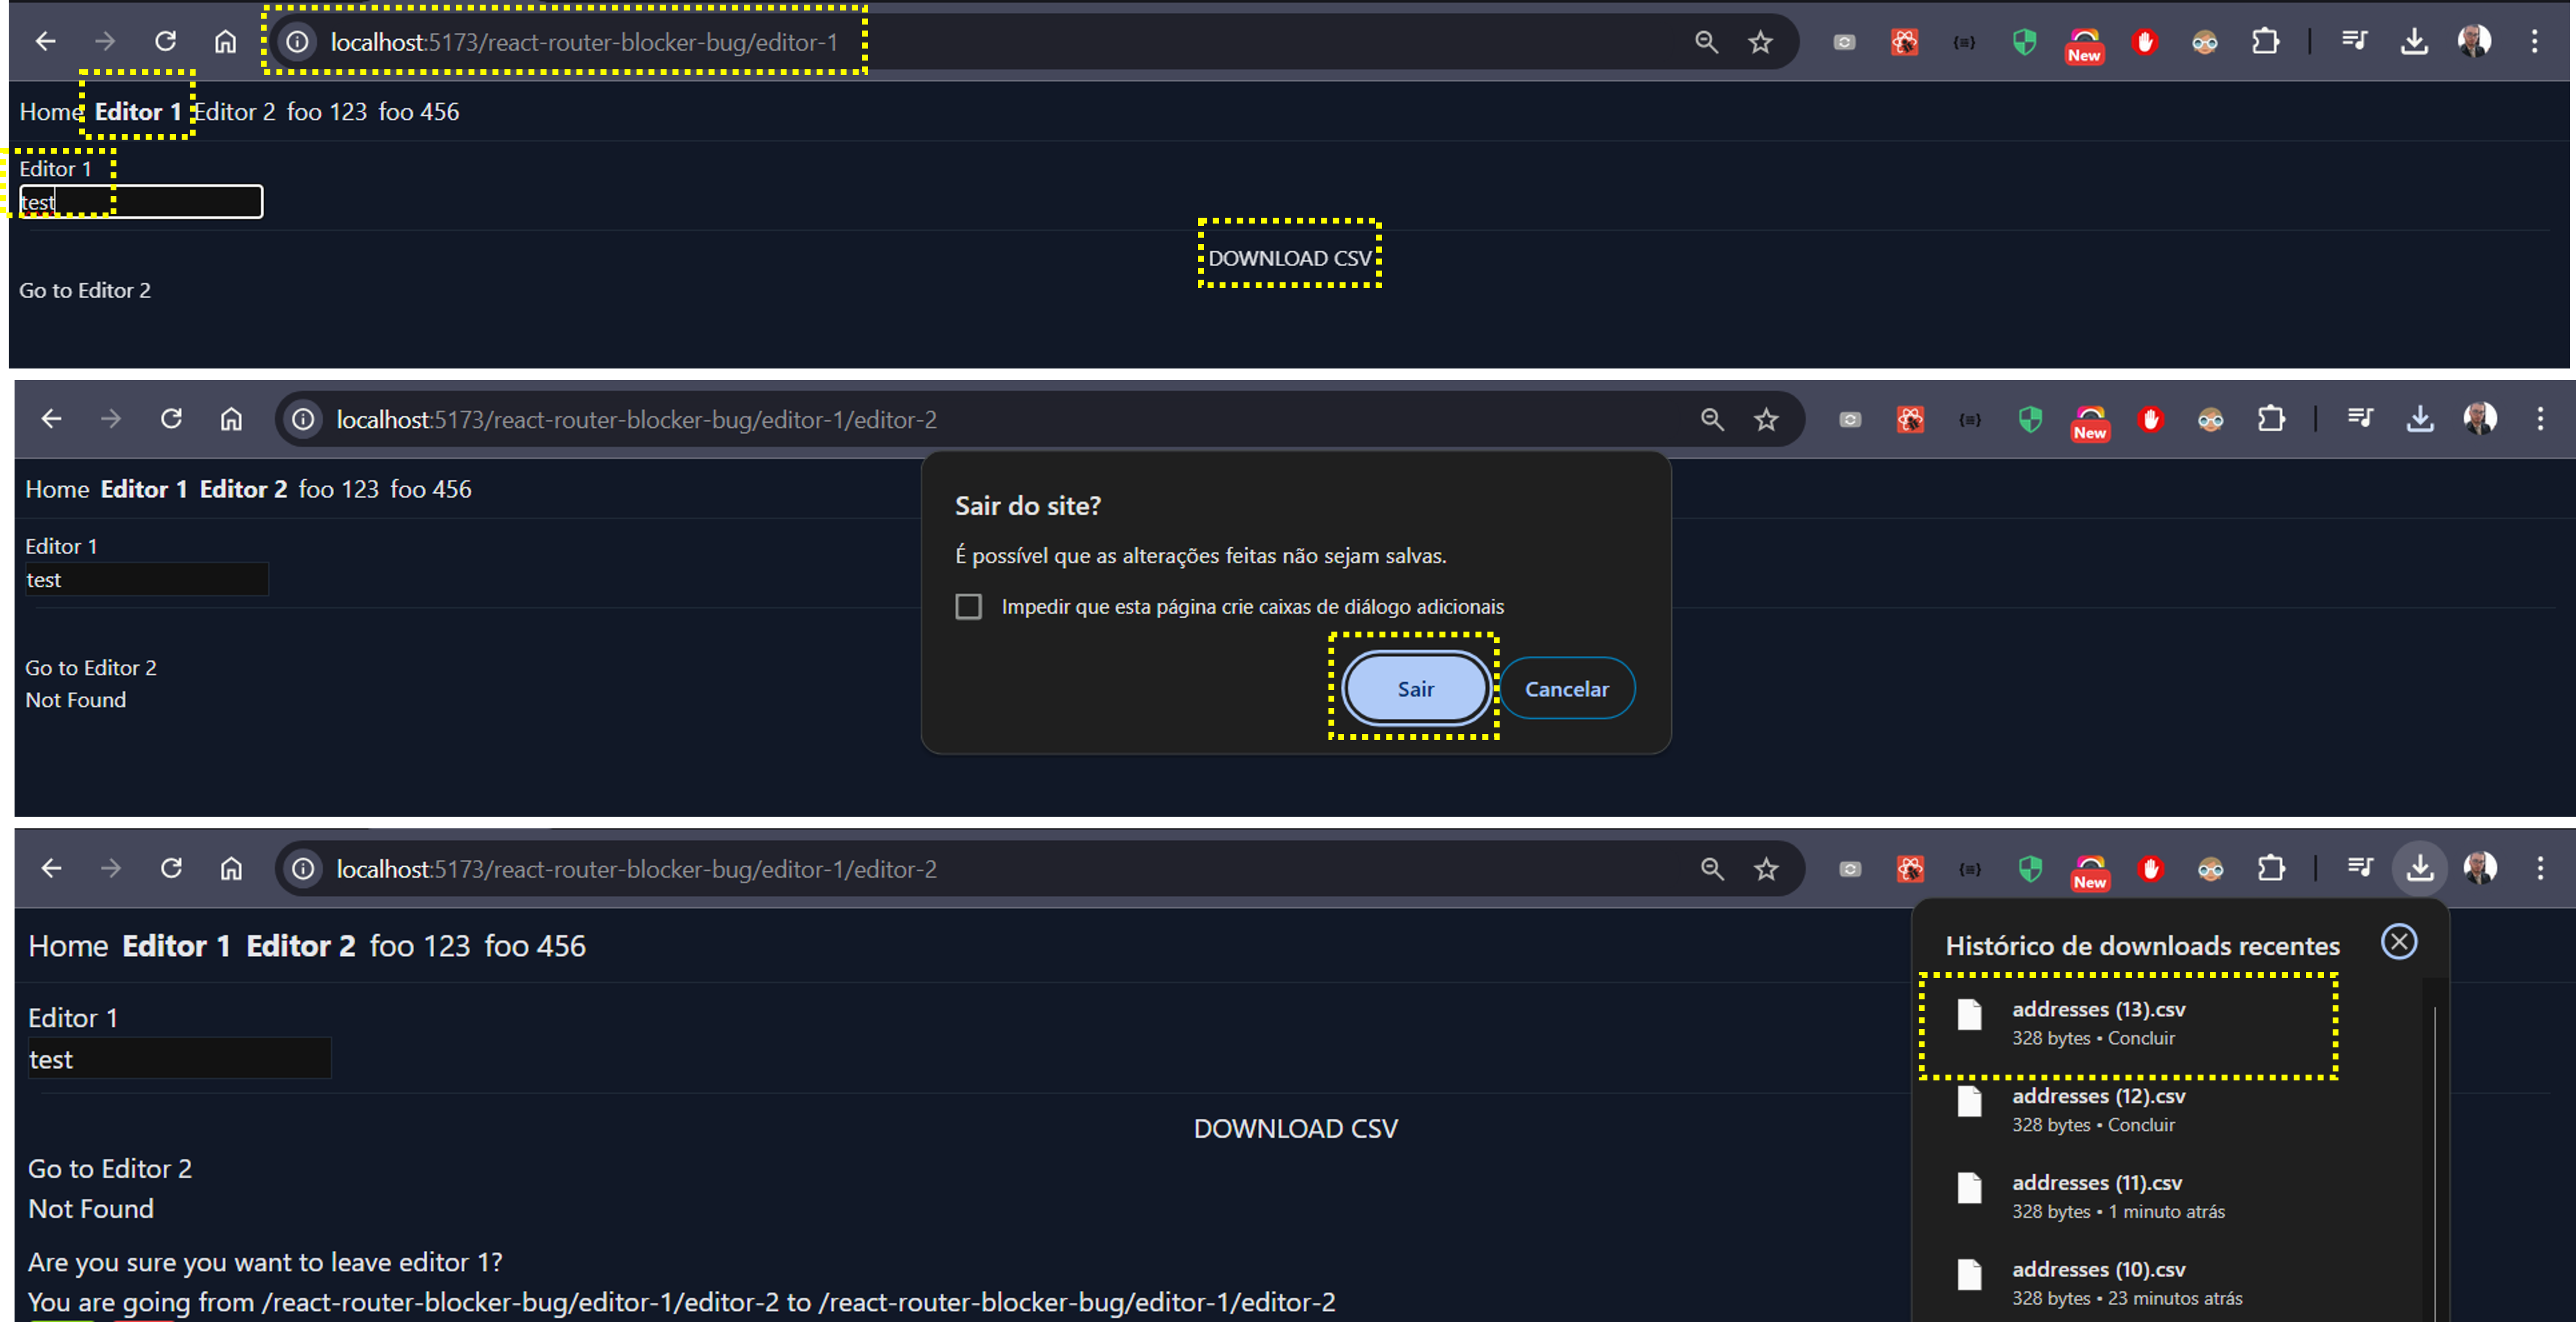 localhost:5173/react-router-blocker-bug/editor-1
New
Home Editor 1 Editor 2 foo 123 foo 456
Editor 1
test
DOWNLOAD CSV
Go to Editor 2
localhost:5173/react-router-blocker-bug/editor-1/editor-2
New
Home Editor 1 Editor 2 foo 123 foo 456
Sair do site?
É possível que as alterações feitas não sejam salvas.
Impedir que esta página crie caixas de diálogo adicionais
Sair Cancelar
Editor 1
test
Go to Editor 2
Not Found
localhost:5173/react-router-blocker-bug/editor-1/editor-2
New
Home Editor 1 Editor 2 foo 123 foo 456
Editor 1
test
DOWNLOAD CSV
Go to Editor 2
Not Found
Are you sure you want to leave editor 1?
You are going from /react-router-blocker-bug/editor-1/editor-2 to /react-router-blocker-bug/editor-1/editor-2
Histórico de downloads recentes
addresses (13).csv
328 bytes • Concluir
addresses (12).csv
328 bytes • Concluir
addresses (11).csv
328 bytes • 1 minuto atrás
addresses (10).csv
328 bytes • 23 minutos atrás